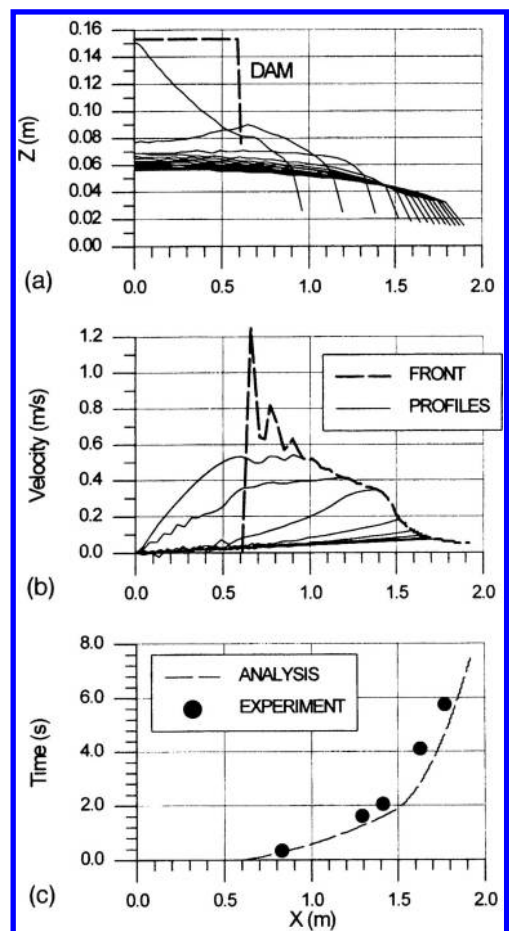 0.16
0.14
0.12
0.10
0.08
0.06
0.04
0.02
0.00
Z (m)
DAM
0.0 0.5 1.0 1.5 2.0
(a)
1.2
1.0
0.8
0.6
0.4
0.2
0.0
Velocity (m/s)
FRONT
PROFILES
0.0 0.5 1.0 1.5 2.0
(b)
8.0
6.0
4.0
2.0
0.0
Time (s)
ANALYSIS
EXPERIMENT
0.0 0.5 1.0 1.5 2.0
X (m)
(c)